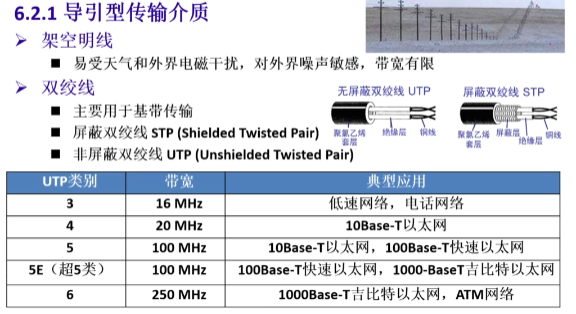 6.2.1 导引型传输介质
架空明线
易受天气和外界电磁干扰，对外界噪声敏感，带宽有限
双绞线
主要用于基带传输
屏蔽双绞线 STP (Shielded Twisted Pair)
非屏蔽双绞线 UTP (Unshielded Twisted Pair)
无屏蔽双绞线 UTP
聚氯乙烯
套层
绝缘层
铜线
屏蔽双绞线 STP
聚氯乙烯
套层
屏蔽层
绝缘层
铜线
UTP类别 带宽 典型应用
3 16 MHz 低速网络，电话网络
4 20 MHz 10Base-T以太网
5 100 MHz 10Base-T以太网，100Base-T快速以太网
5E（超5类） 100 MHz 100Base-T快速以太网，1000-BaseT吉比特以太网
6 250 MHz 1000Base-T吉比特以太网，ATM网络